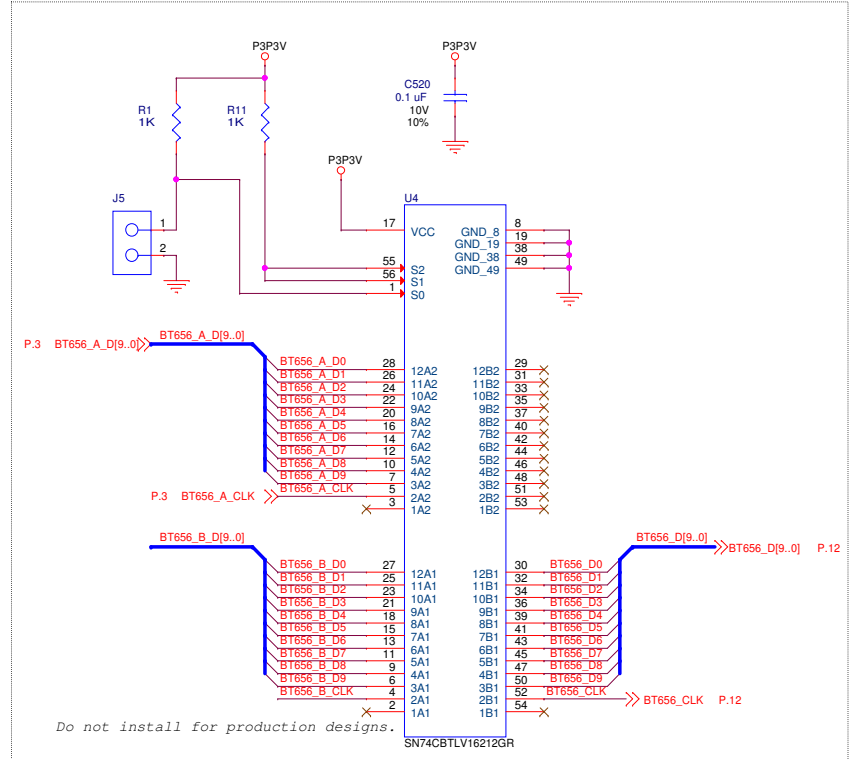 P3P3V
P3P3V
C520
0.1 uF
10V
10%
R1
1K
R11
1K
P3P3V
J5
1
2
U4
17 VCC GND_8 8
GND_19 19
GND_38 38
GND_49 49
55 S2
56 S1
1 S0
P.3 BT656_A_D[9..0] BT656_A_D[9..0]
BT656_A_D0 28 12A2 12B2 29
BT656_A_D1 26 11A2 11B2 31
BT656_A_D2 24 10A2 10B2 33
BT656_A_D3 22 9A2 9B2 35
BT656_A_D4 20 8A2 8B2 37
BT656_A_D5 16 7A2 7B2 40
BT656_A_D6 14 6A2 6B2 42
BT656_A_D7 12 5A2 5B2 44
BT656_A_D8 10 4A2 4B2 46
BT656_A_D9 7 3A2 3B2 48
P.3 BT656_A_CLK BT656_A_CLK 5 2A2 2B2 51
3 1A2 1B2 53
BT656_B_D[9..0] BT656_D[9..0] BT656_D[9..0] P.12
BT656_B_D0 27 12A1 12B1 30 BT656_D0
BT656_B_D1 25 11A1 11B1 32 BT656_D1
BT656_B_D2 23 10A1 10B1 34 BT656_D2
BT656_B_D3 21 9A1 9B1 36 BT656_D3
BT656_B_D4 18 8A1 8B1 39 BT656_D4
BT656_B_D5 15 7A1 7B1 41 BT656_D5
BT656_B_D6 13 6A1 6B1 43 BT656_D6
BT656_B_D7 11 5A1 5B1 45 BT656_D7
BT656_B_D8 9 4A1 4B1 47 BT656_D8
BT656_B_D9 6 3A1 3B1 50 BT656_D9
BT656_B_CLK 4 2A1 2B1 52 BT656_CLK BT656_CLK P.12
2 1A1 1B1 54
Do not install for production designs.
SN74CBTLV16212GR